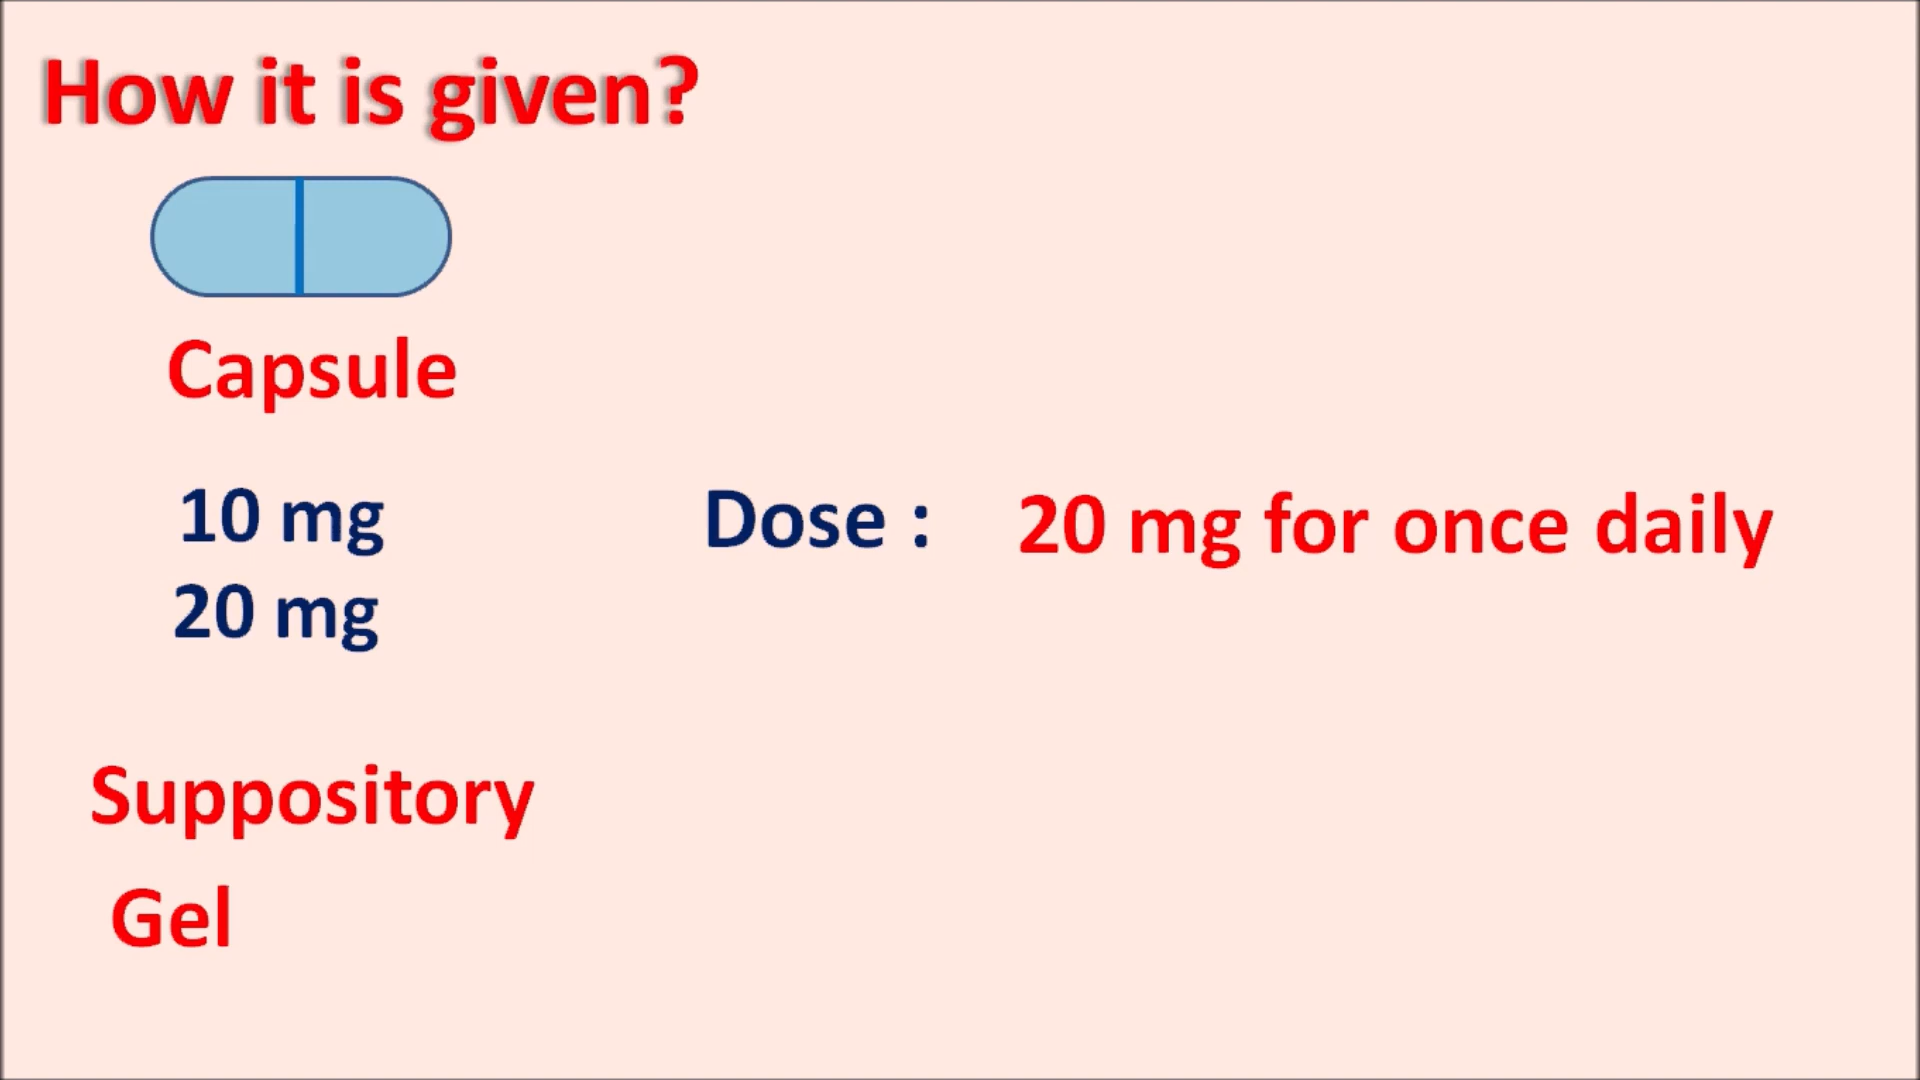 How it is given?
Capsule
10 mg
Dose : 20 mg for once daily
20 mg
Suppository
Gel